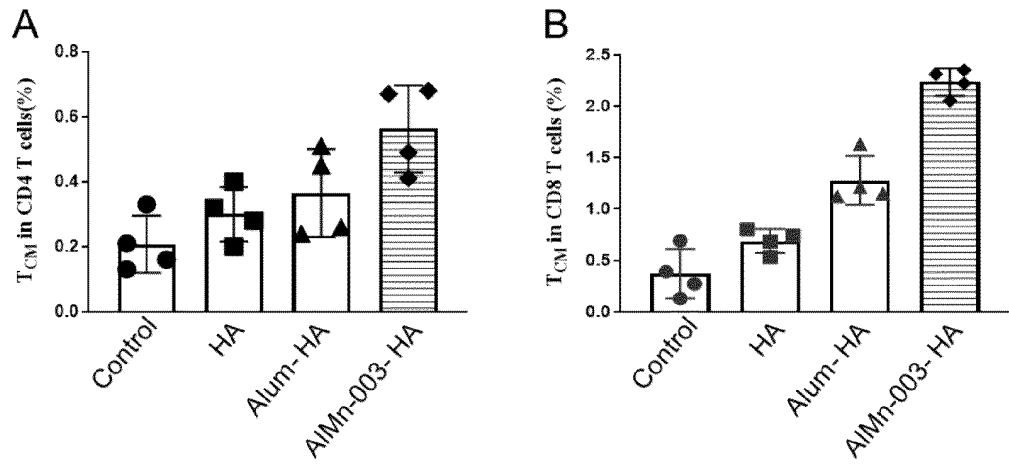 A
T_CM in CD4 T cells(%)
0.8
0.6
0.4
0.2
0.0
Control
HA
Alum- HA
AlMn-003- HA
B
T_CM in CD8 T cells (%)
2.5
2.0
1.5
1.0
0.5
0.0
Control
HA
Alum- HA
AlMn-003- HA